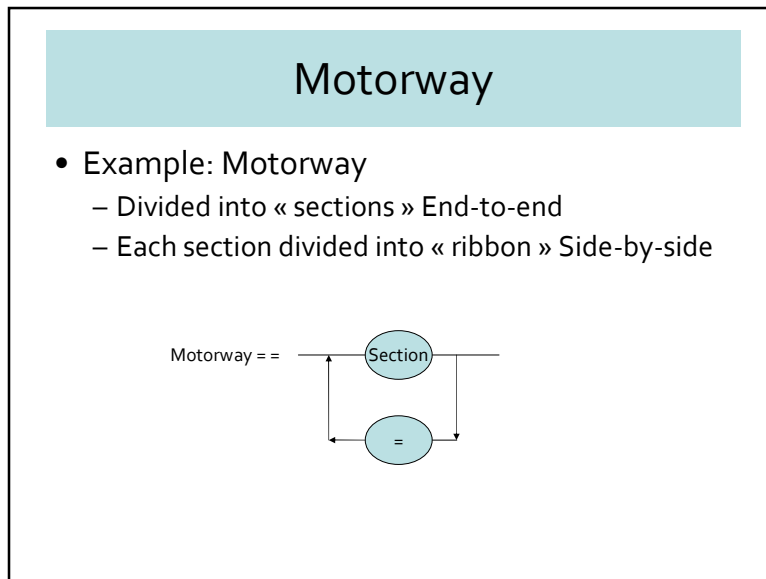 Motorway
• Example: Motorway
– Divided into « sections » End-to-end
– Each section divided into « ribbon » Side-by-side
Motorway = = Section
=